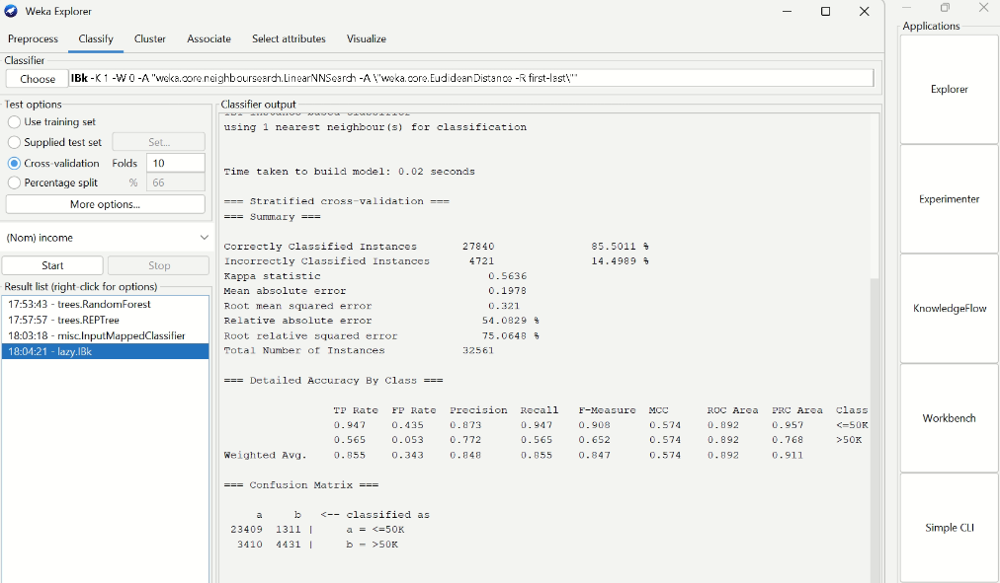 Weka Explorer
Preprocess Classify Cluster Associate Select attributes Visualize
Classifier
Choose IBk -K 1 -W 0 -A "weka.core.neighboursearch.LinearNNSearch -A \"weka.core.EuclideanDistance -R first-last\""
Test options
Use training set
Supplied test set Set...
Cross-validation Folds 10
Percentage split % 66
More options...
(Nom) income
Start Stop
Result list (right-click for options)
17:53:43 - trees.RandomForest
17:57:57 - trees.REPTree
18:03:18 - misc.InputMappedClassifier
18:04:21 - lazy.IBk
Classifier output
using 1 nearest neighbour(s) for classification
Time taken to build model: 0.02 seconds
=== Stratified cross-validation ===
=== Summary ===
Correctly Classified Instances 27840 85.5011 %
Incorrectly Classified Instances 4721 14.4989 %
Kappa statistic 0.5636
Mean absolute error 0.1978
Root mean squared error 0.321
Relative absolute error 54.0829 %
Root relative squared error 75.0648 %
Total Number of Instances 32561
=== Detailed Accuracy By Class ===
TP Rate FP Rate Precision Recall F-Measure MCC ROC Area PRC Area Class
0.947 0.435 0.873 0.947 0.908 0.574 0.892 0.957 <=50K
0.565 0.053 0.772 0.565 0.652 0.574 0.892 0.768 >50K
Weighted Avg. 0.855 0.343 0.848 0.855 0.847 0.574 0.892 0.911
=== Confusion Matrix ===
a b <-- classified as
23409 1311 | a = <=50K
3410 4431 | b = >50K
Applications
Explorer
Experimenter
KnowledgeFlow
Workbench
Simple CLI